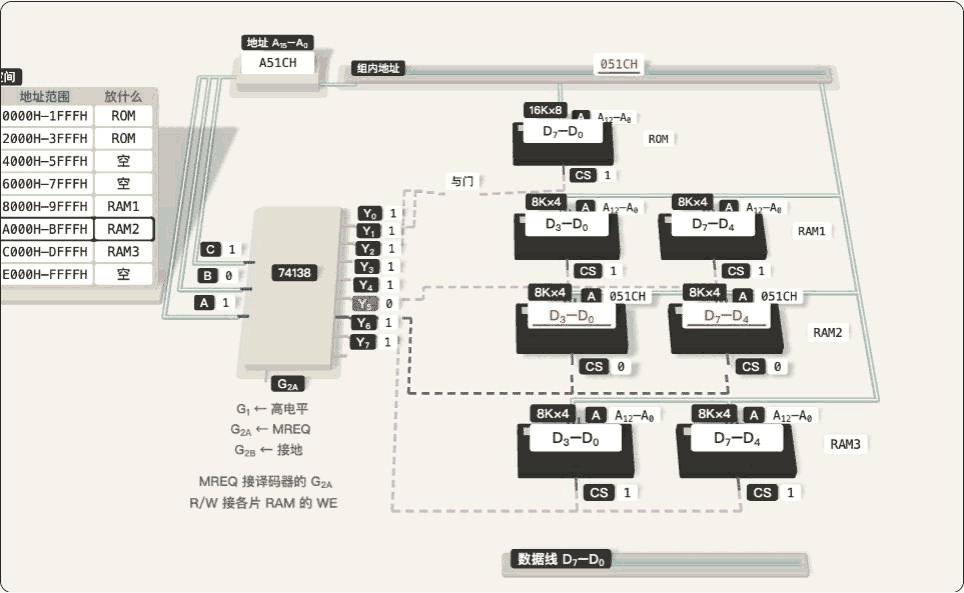 地址 A₁₅—A₀
A51CH
组内地址
051CH
间
地址范围 放什么
0000H—1FFFH ROM
2000H—3FFFH ROM
4000H—5FFFH 空
6000H—7FFFH 空
8000H—9FFFH RAM1
A000H—BFFFH RAM2
C000H—DFFFH RAM3
E000H—FFFFH 空
16K×8
A A₁₂—A₀
D₇—D₀
ROM
CS 1
与门
8K×4 A A₁₂—A₀
D₃—D₀
CS 1
8K×4 A A₁₂—A₀
D₇—D₄
CS 1
RAM1
8K×4 A 051CH
D₃—D₀
CS 0
8K×4 A 051CH
D₇—D₄
CS 0
RAM2
8K×4 A A₁₂—A₀
D₃—D₀
CS 1
8K×4 A A₁₂—A₀
D₇—D₄
CS 1
RAM3
C 1
B 0
A 1
74138
Y₀ 1
Y₁ 1
Y₂ 1
Y₃ 1
Y₄ 1
Y₅ 0
Y₆ 1
Y₇ 1
G₂ₐ
G₁ ← 高电平
G₂ₐ ← MREQ
G₂B ← 接地
MREQ 接译码器的 G₂ₐ
R/W 接各片 RAM 的 WE
数据线 D₇—D₀